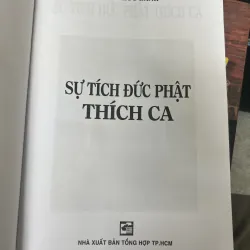 SỰ TÍCH ĐỨC PHẬT
THÍCH CA
NHÀ XUẤT BẢN TỔNG HỢP TP.HCM